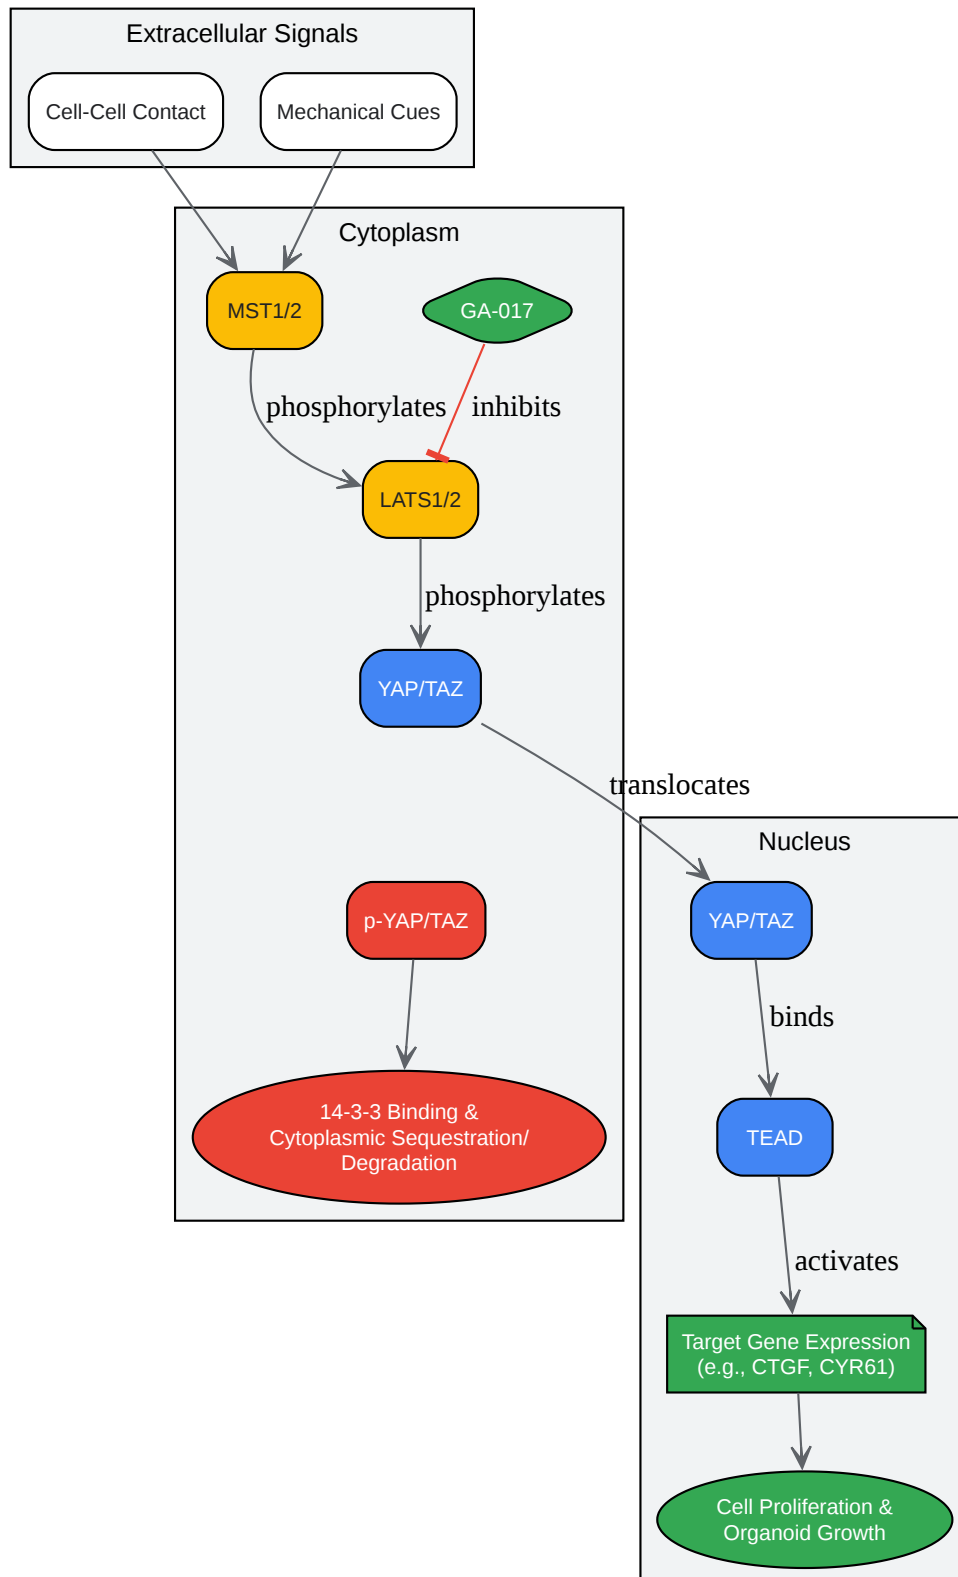 Extracellular Signals
Cell-Cell Contact
Mechanical Cues
Cytoplasm
MST1/2
GA-017
phosphorylates
inhibits
LATS1/2
phosphorylates
YAP/TAZ
translocates
Nucleus
p-YAP/TAZ
YAP/TAZ
binds
14-3-3 Binding &
Cytoplasmic Sequestration/
Degradation
TEAD
activates
Target Gene Expression
(e.g., CTGF, CYR61)
Cell Proliferation &
Organoid Growth